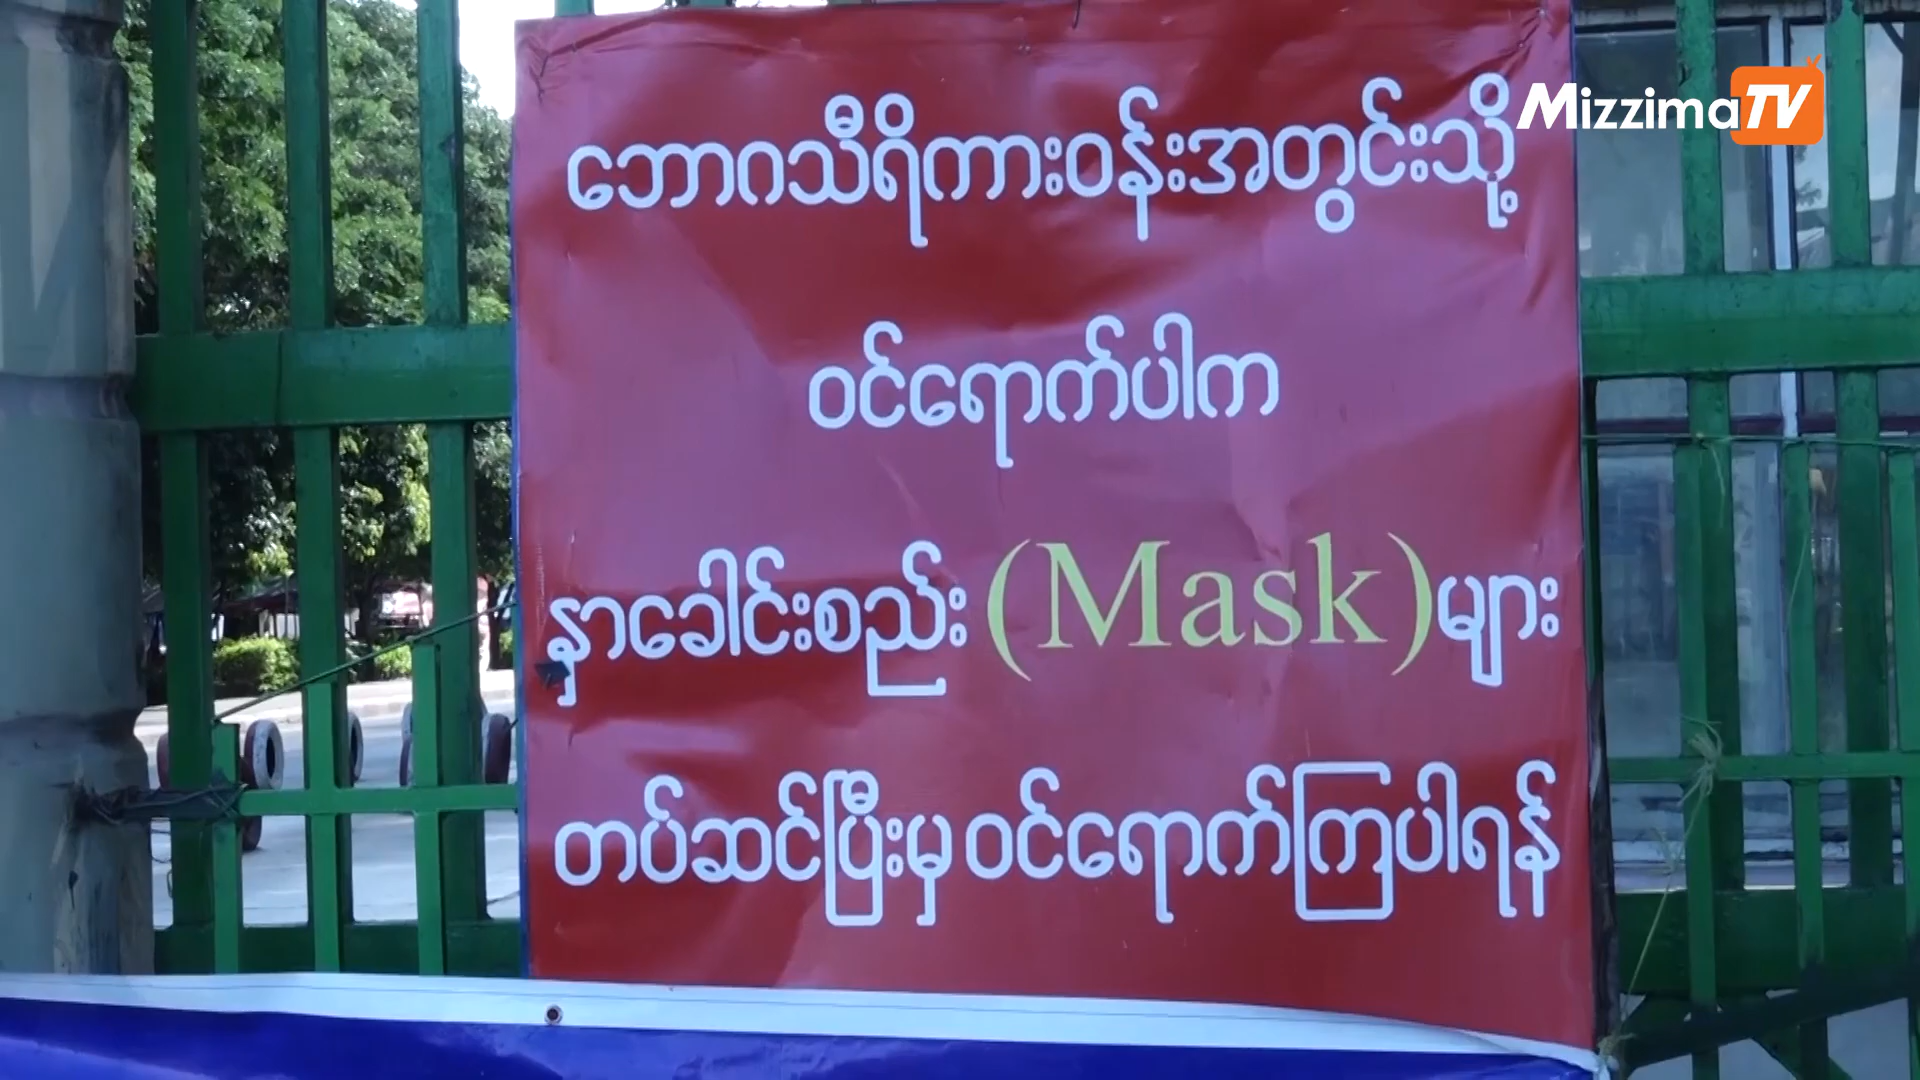 Mizzima TV
ဘောဂသီရိကားဝန်းအတွင်းသို့
ဝင်ရောက်ပါက
နှာခေါင်းစည်း (Mask)များ
တပ်ဆင်ပြီးမှ ဝင်ရောက်ကြပါရန်